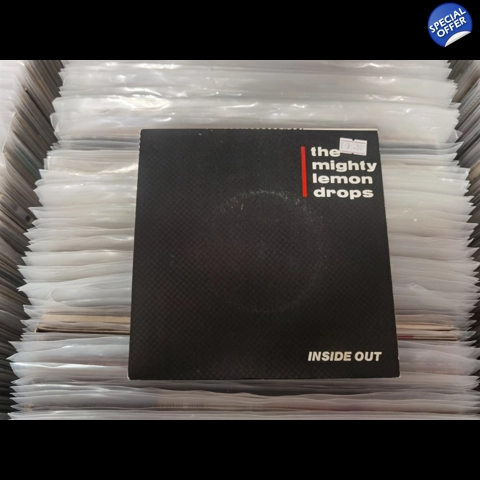 SPECIAL
OFFER
the
mighty
lemon
drops
INSIDE OUT